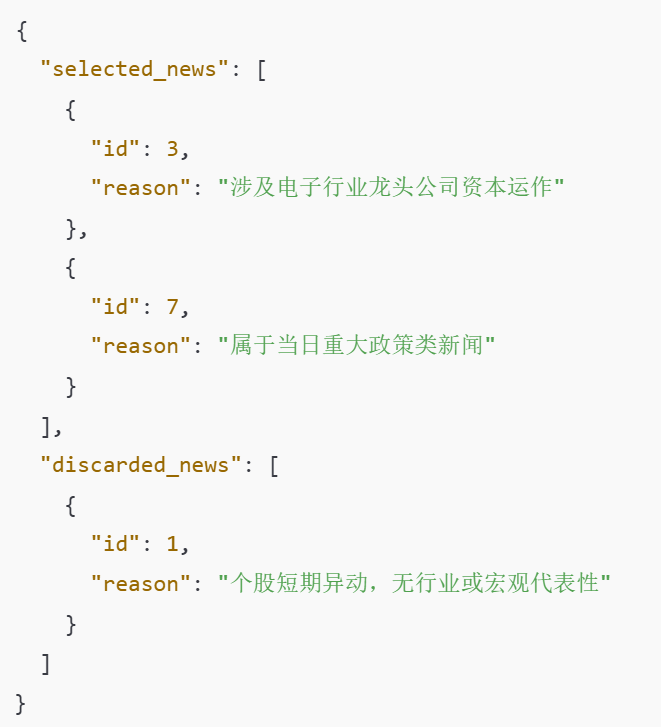 {
"selected_news": [
{
"id": 3,
"reason": "涉及电子行业龙头公司资本运作"
},
{
"id": 7,
"reason": "属于当日重大政策类新闻"
}
],
"discarded_news": [
{
"id": 1,
"reason": "个股短期异动，无行业或宏观代表性"
}
]
}